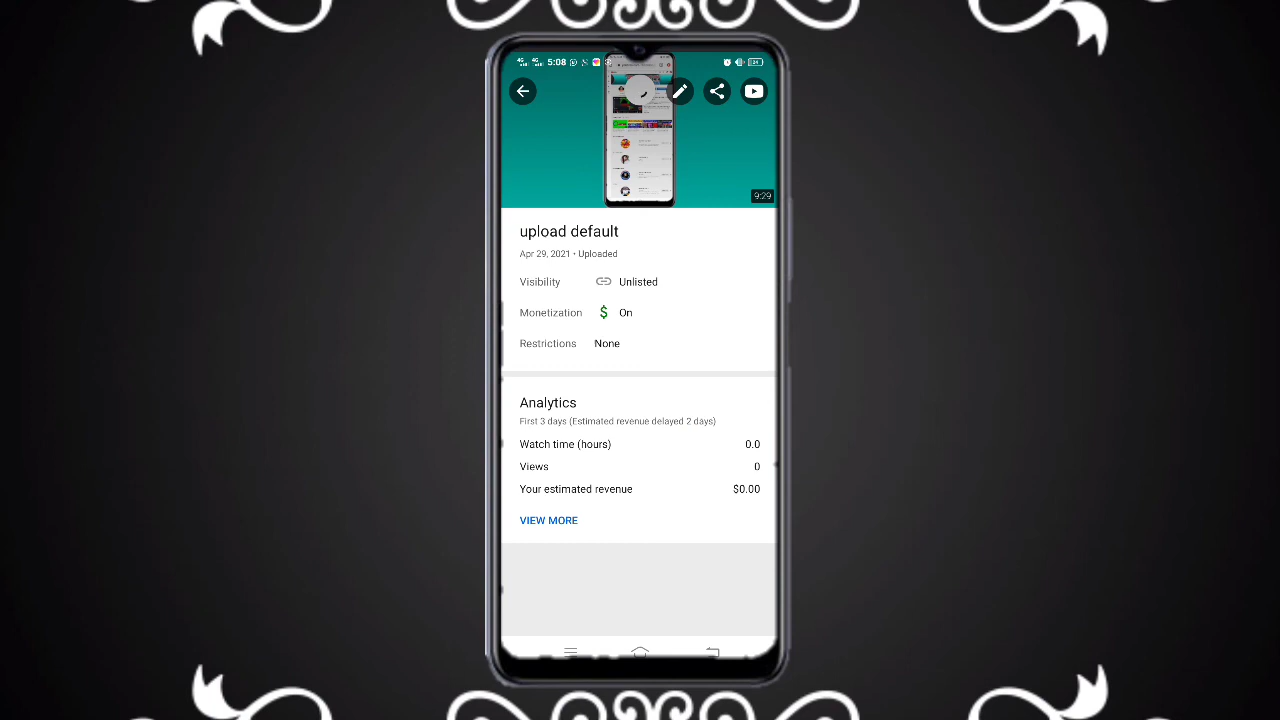 5:08
9:29
upload default
Apr 29, 2021 • Uploaded
Visibility Unlisted
Monetization $ On
Restrictions None
Analytics
First 3 days (Estimated revenue delayed 2 days)
Watch time (hours) 0.0
Views 0
Your estimated revenue $0.00
VIEW MORE